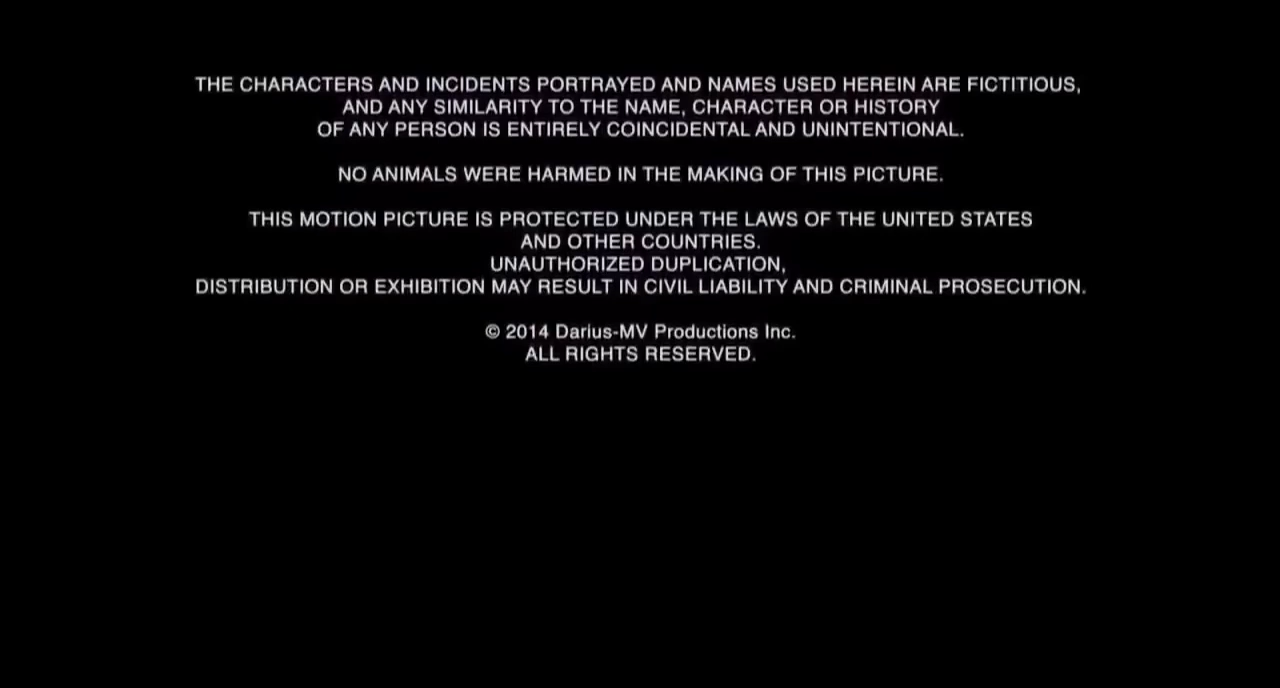 THE CHARACTERS AND INCIDENTS PORTRAYED AND NAMES USED HEREIN ARE FICTITIOUS,
AND ANY SIMILARITY TO THE NAME, CHARACTER OR HISTORY
OF ANY PERSON IS ENTIRELY COINCIDENTAL AND UNINTENTIONAL.
NO ANIMALS WERE HARMED IN THE MAKING OF THIS PICTURE.
THIS MOTION PICTURE IS PROTECTED UNDER THE LAWS OF THE UNITED STATES
AND OTHER COUNTRIES.
UNAUTHORIZED DUPLICATION,
DISTRIBUTION OR EXHIBITION MAY RESULT IN CIVIL LIABILITY AND CRIMINAL PROSECUTION.
© 2014 Darius-MV Productions Inc.
ALL RIGHTS RESERVED.